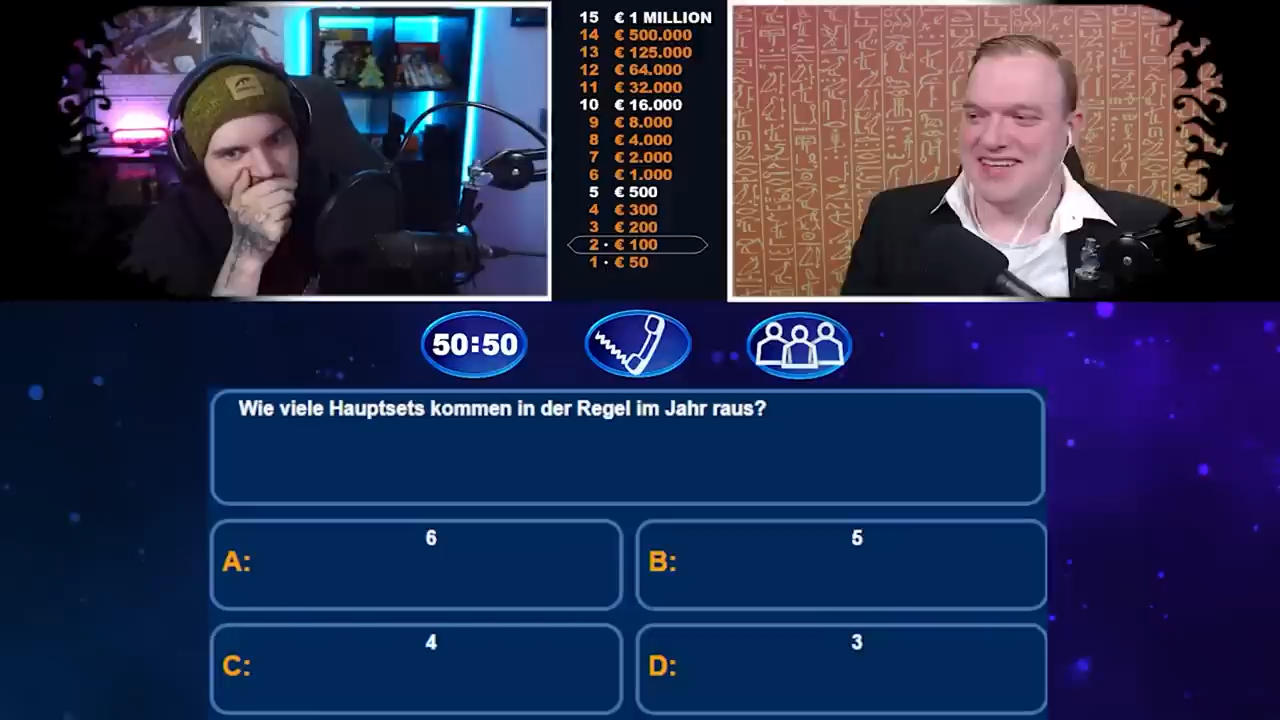 15 € 1 MILLION
14 € 500.000
13 € 125.000
12 € 64.000
11 € 32.000
10 € 16.000
9 € 8.000
8 € 4.000
7 € 2.000
6 € 1.000
5 € 500
4 € 300
3 € 200
2 · € 100
1 · € 50
50:50
Wie viele Hauptsets kommen in der Regel im Jahr raus?
A: 6
B: 5
C: 4
D: 3